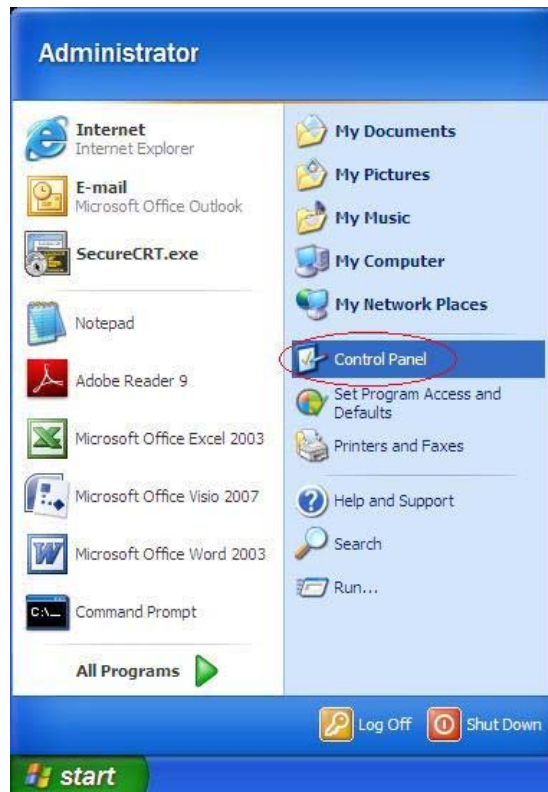 Administrator
Internet
Internet Explorer
E-mail
Microsoft Office Outlook
SecureCRT.exe
Notepad
Adobe Reader 9
Microsoft Office Excel 2003
Microsoft Office Visio 2007
Microsoft Office Word 2003
C:\_
Command Prompt
All Programs
My Documents
My Pictures
My Music
My Computer
My Network Places
Control Panel
Set Program Access and
Defaults
Printers and Faxes
Help and Support
Search
Run...
Log Off
Shut Down
start